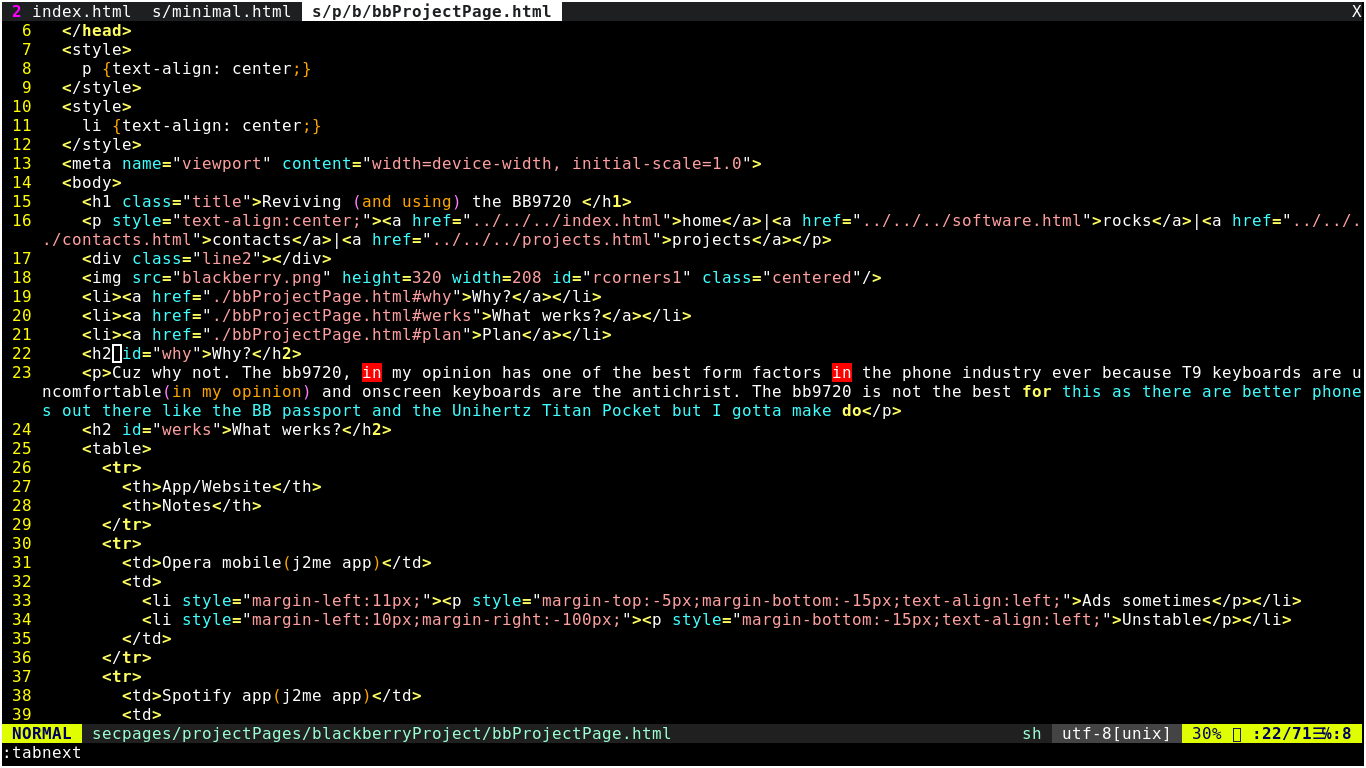 2 index.html  s/minimal.html  s/p/b/bbProjectPage.html X
6   </head>
7   <style>
8     p {text-align: center;}
9   </style>
10   <style>
11     li {text-align: center;}
12   </style>
13   <meta name="viewport" content="width=device-width, initial-scale=1.0">
14   <body>
15     <h1 class="title">Reviving (and using) the BB9720 </h1>
16     <p style="text-align:center;"><a href="../../../index.html">home</a>|<a href="../../../software.html">rocks</a>|<a href="../../.
./contacts.html">contacts</a>|<a href="../../../projects.html">projects</a></p>
17     <div class="line2"></div>
18     <img src="blackberry.png" height=320 width=208 id="rcorners1" class="centered"/>
19     <li><a href="./bbProjectPage.html#why">Why?</a></li>
20     <li><a href="./bbProjectPage.html#werks">What werks?</a></li>
21     <li><a href="./bbProjectPage.html#plan">Plan</a></li>
22     <h2 id="why">Why?</h2>
23     <p>Cuz why not. The bb9720, in my opinion has one of the best form factors in the phone industry ever because T9 keyboards are u
ncomfortable(in my opinion) and onscreen keyboards are the antichrist. The bb9720 is not the best for this as there are better phone
s out there like the BB passport and the Unihertz Titan Pocket but I gotta make do</p>
24     <h2 id="werks">What werks?</h2>
25     <table>
26       <tr>
27         <th>App/Website</th>
28         <th>Notes</th>
29       </tr>
30       <tr>
31         <td>Opera mobile(j2me app)</td>
32         <td>
33           <li style="margin-left:11px;"><p style="margin-top:-5px;margin-bottom:-15px;text-align:left;">Ads sometimes</p></li>
34           <li style="margin-left:10px;margin-right:-100px;"><p style="margin-bottom:-15px;text-align:left;">Unstable</p></li>
35         </td>
36       </tr>
37       <tr>
38         <td>Spotify app(j2me app)</td>
39         <td>
NORMAL  secpages/projectPages/blackberryProject/bbProjectPage.html  sh  utf-8[unix]  30% :22/71☰℅:8
:tabnext